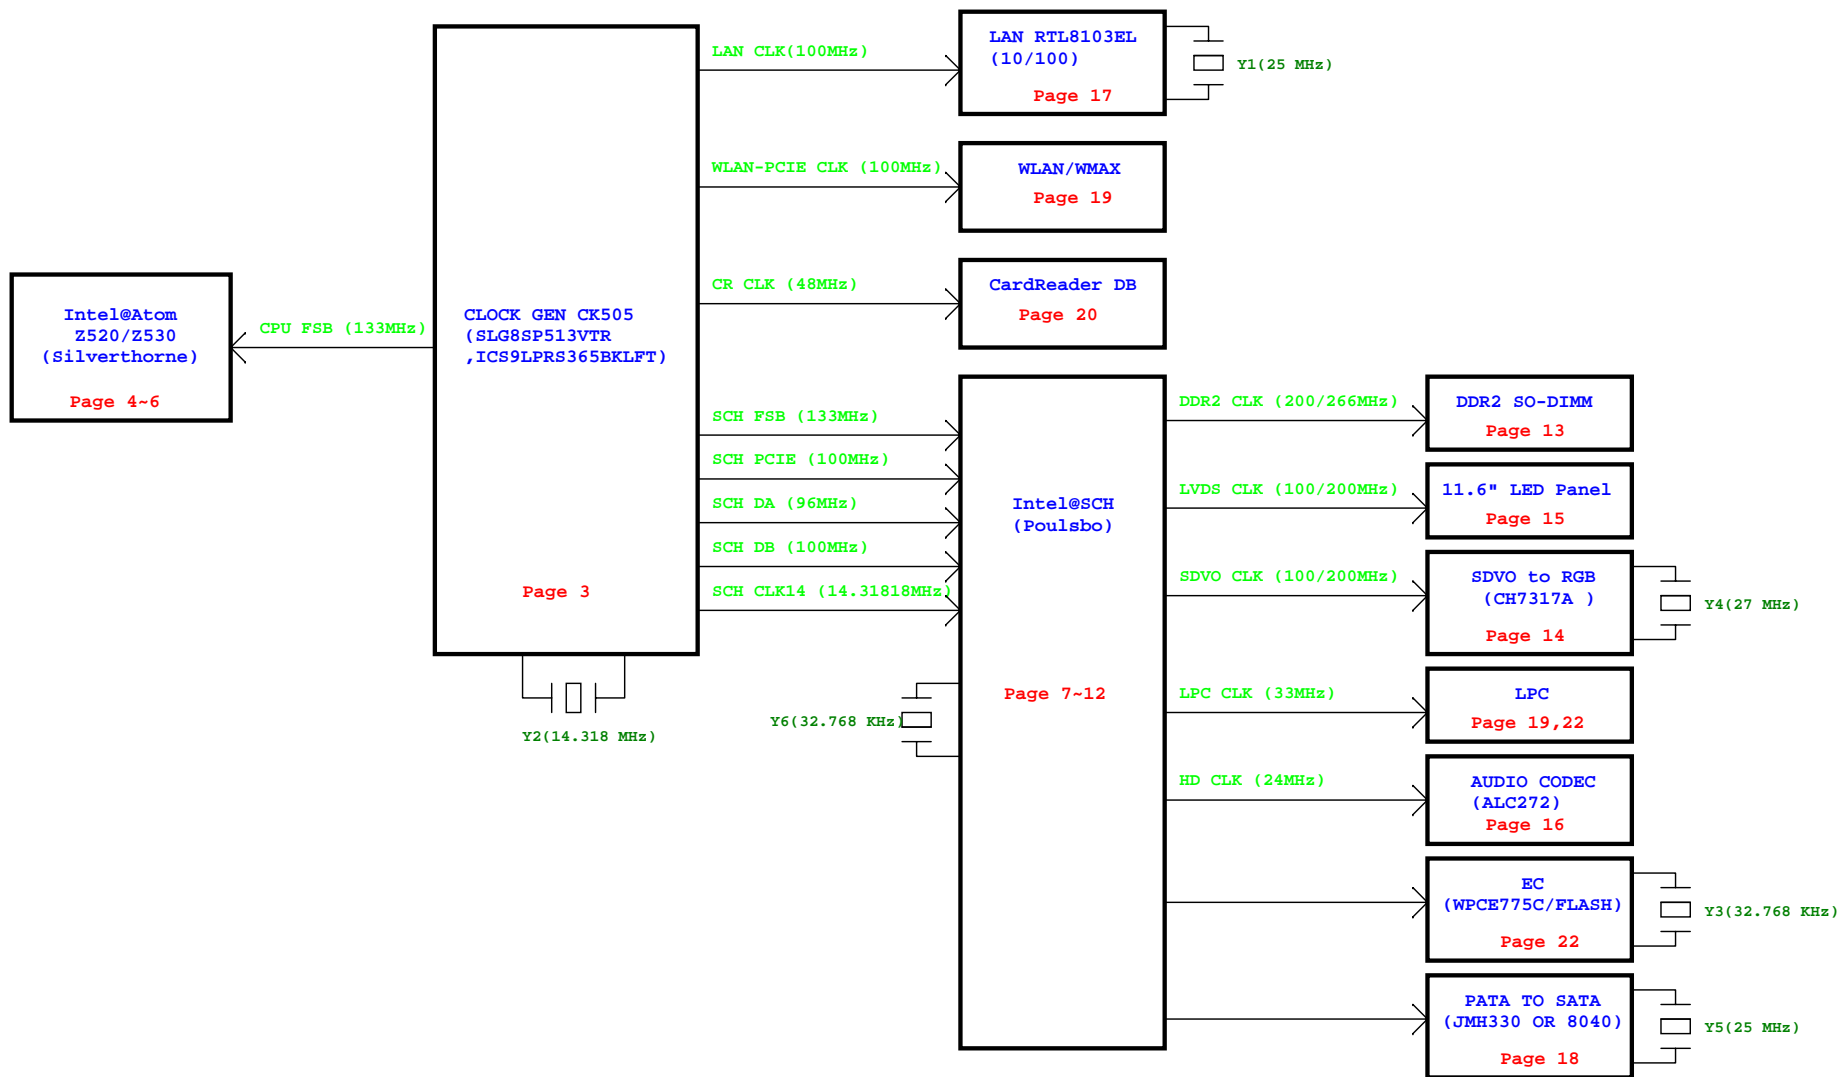 LAN CLK(100MHz)
LAN RTL8103EL
(10/100)
Page 17
Y1(25 MHz)
WLAN-PCIE CLK (100MHz)
WLAN/WMAX
Page 19
CR CLK (48MHz)
CardReader DB
Page 20
Intel@Atom
Z520/Z530
(Silverthorne)
Page 4~6
CPU FSB (133MHz)
CLOCK GEN CK505
(SLG8SP513VTR
,ICS9LPRS365BKLFT)
Page 3
Y2(14.318 MHz)
SCH FSB (133MHz)
SCH PCIE (100MHz)
SCH DA (96MHz)
SCH DB (100MHz)
SCH CLK14 (14.31818MHz)
Intel@SCH
(Poulsbo)
Page 7~12
Y6(32.768 KHz)
DDR2 CLK (200/266MHz)
DDR2 SO-DIMM
Page 13
LVDS CLK (100/200MHz)
11.6" LED Panel
Page 15
SDVO CLK (100/200MHz)
SDVO to RGB
(CH7317A )
Page 14
Y4(27 MHz)
LPC CLK (33MHz)
LPC
Page 19,22
HD CLK (24MHz)
AUDIO CODEC
(ALC272)
Page 16
EC
(WPCE775C/FLASH)
Page 22
Y3(32.768 KHz)
PATA TO SATA
(JMH330 OR 8040)
Page 18
Y5(25 MHz)